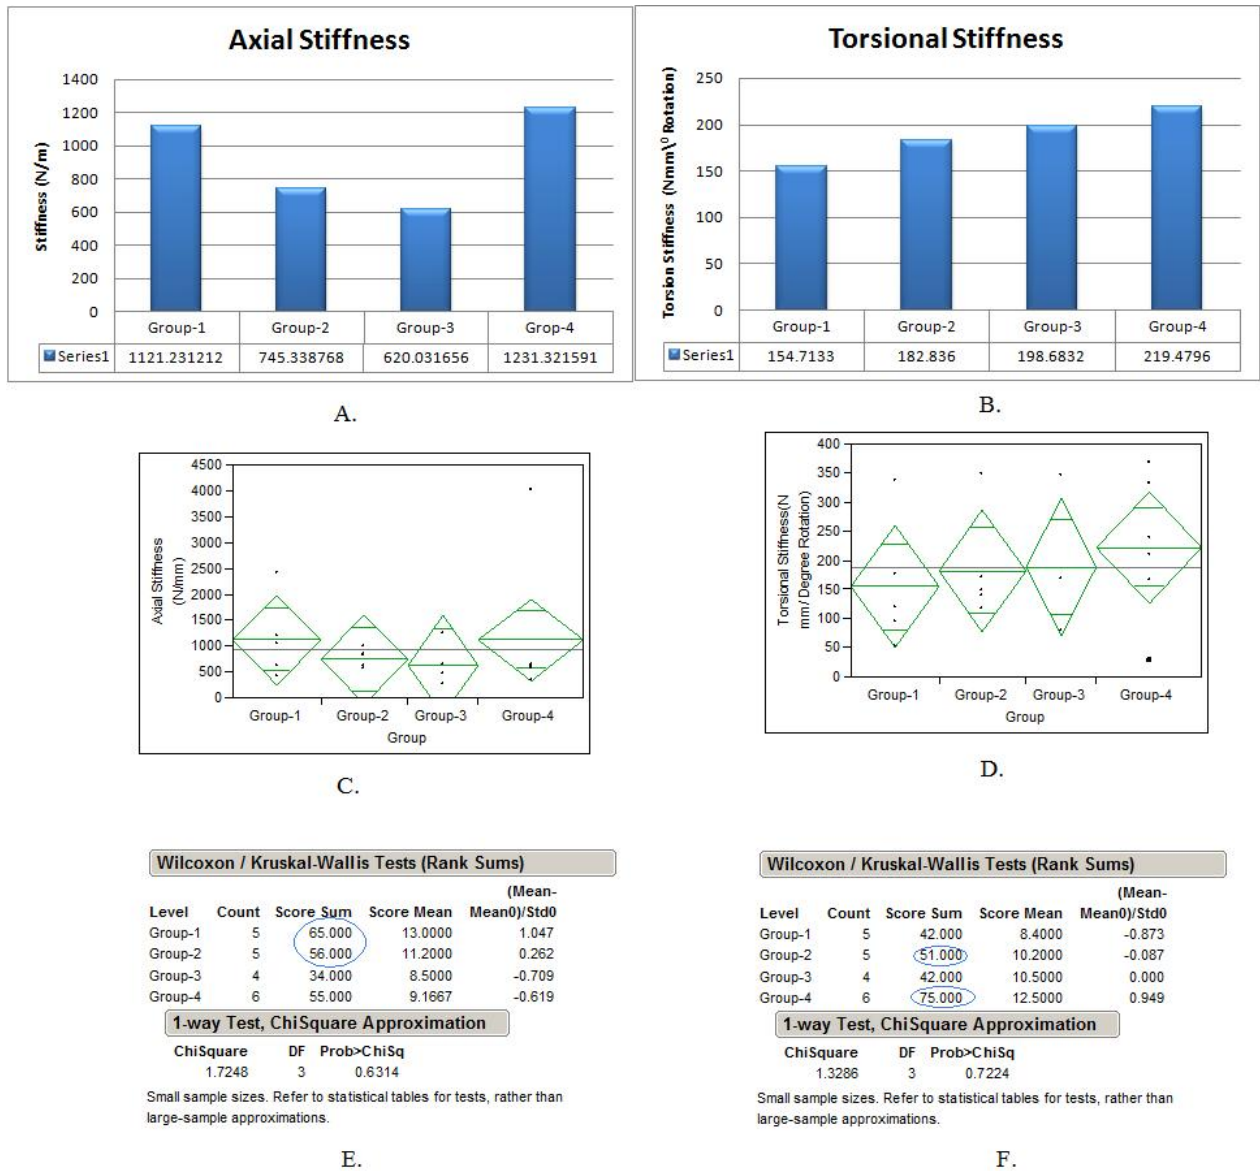 Axial Stiffness
Stiffness (N/m)
1400
1200
1000
800
600
400
200
0
Group-1 Group-2 Group-3 Grop-4
Series1 1121.231212 745.338768 620.031656 1231.321591
A.
Torsional Stiffness
Torsion Stiffness (Nmm\⁰ Rotation)
250
200
150
100
50
0
Group-1 Group-2 Group-3 Group-4
Series1 154.7133 182.836 198.6832 219.4796
B.
Axial Stiffness
(N/mm)
4500
4000
3500
3000
2500
2000
1500
1000
500
0
Group-1 Group-2 Group-3 Group-4
Group
C.
Torsional Stiffness(N
mm/ Degree Rotation)
400
350
300
250
200
150
100
50
0
Group-1 Group-2 Group-3 Group-4
Group
D.
Wilcoxon / Kruskal-Wallis Tests (Rank Sums)
(Mean-
Level Count Score Sum Score Mean Mean0)/Std0
Group-1 5 65.000 13.0000 1.047
Group-2 5 56.000 11.2000 0.262
Group-3 4 34.000 8.5000 -0.709
Group-4 6 55.000 9.1667 -0.619
1-way Test, ChiSquare Approximation
ChiSquare DF Prob>ChiSq
1.7248 3 0.6314
Small sample sizes. Refer to statistical tables for tests, rather than
large-sample approximations.
E.
Wilcoxon / Kruskal-Wallis Tests (Rank Sums)
(Mean-
Level Count Score Sum Score Mean Mean0)/Std0
Group-1 5 42.000 8.4000 -0.873
Group-2 5 51.000 10.2000 -0.087
Group-3 4 42.000 10.5000 0.000
Group-4 6 75.000 12.5000 0.949
1-way Test, ChiSquare Approximation
ChiSquare DF Prob>ChiSq
1.3286 3 0.7224
Small sample sizes. Refer to statistical tables for tests, rather than
large-sample approximations.
F.